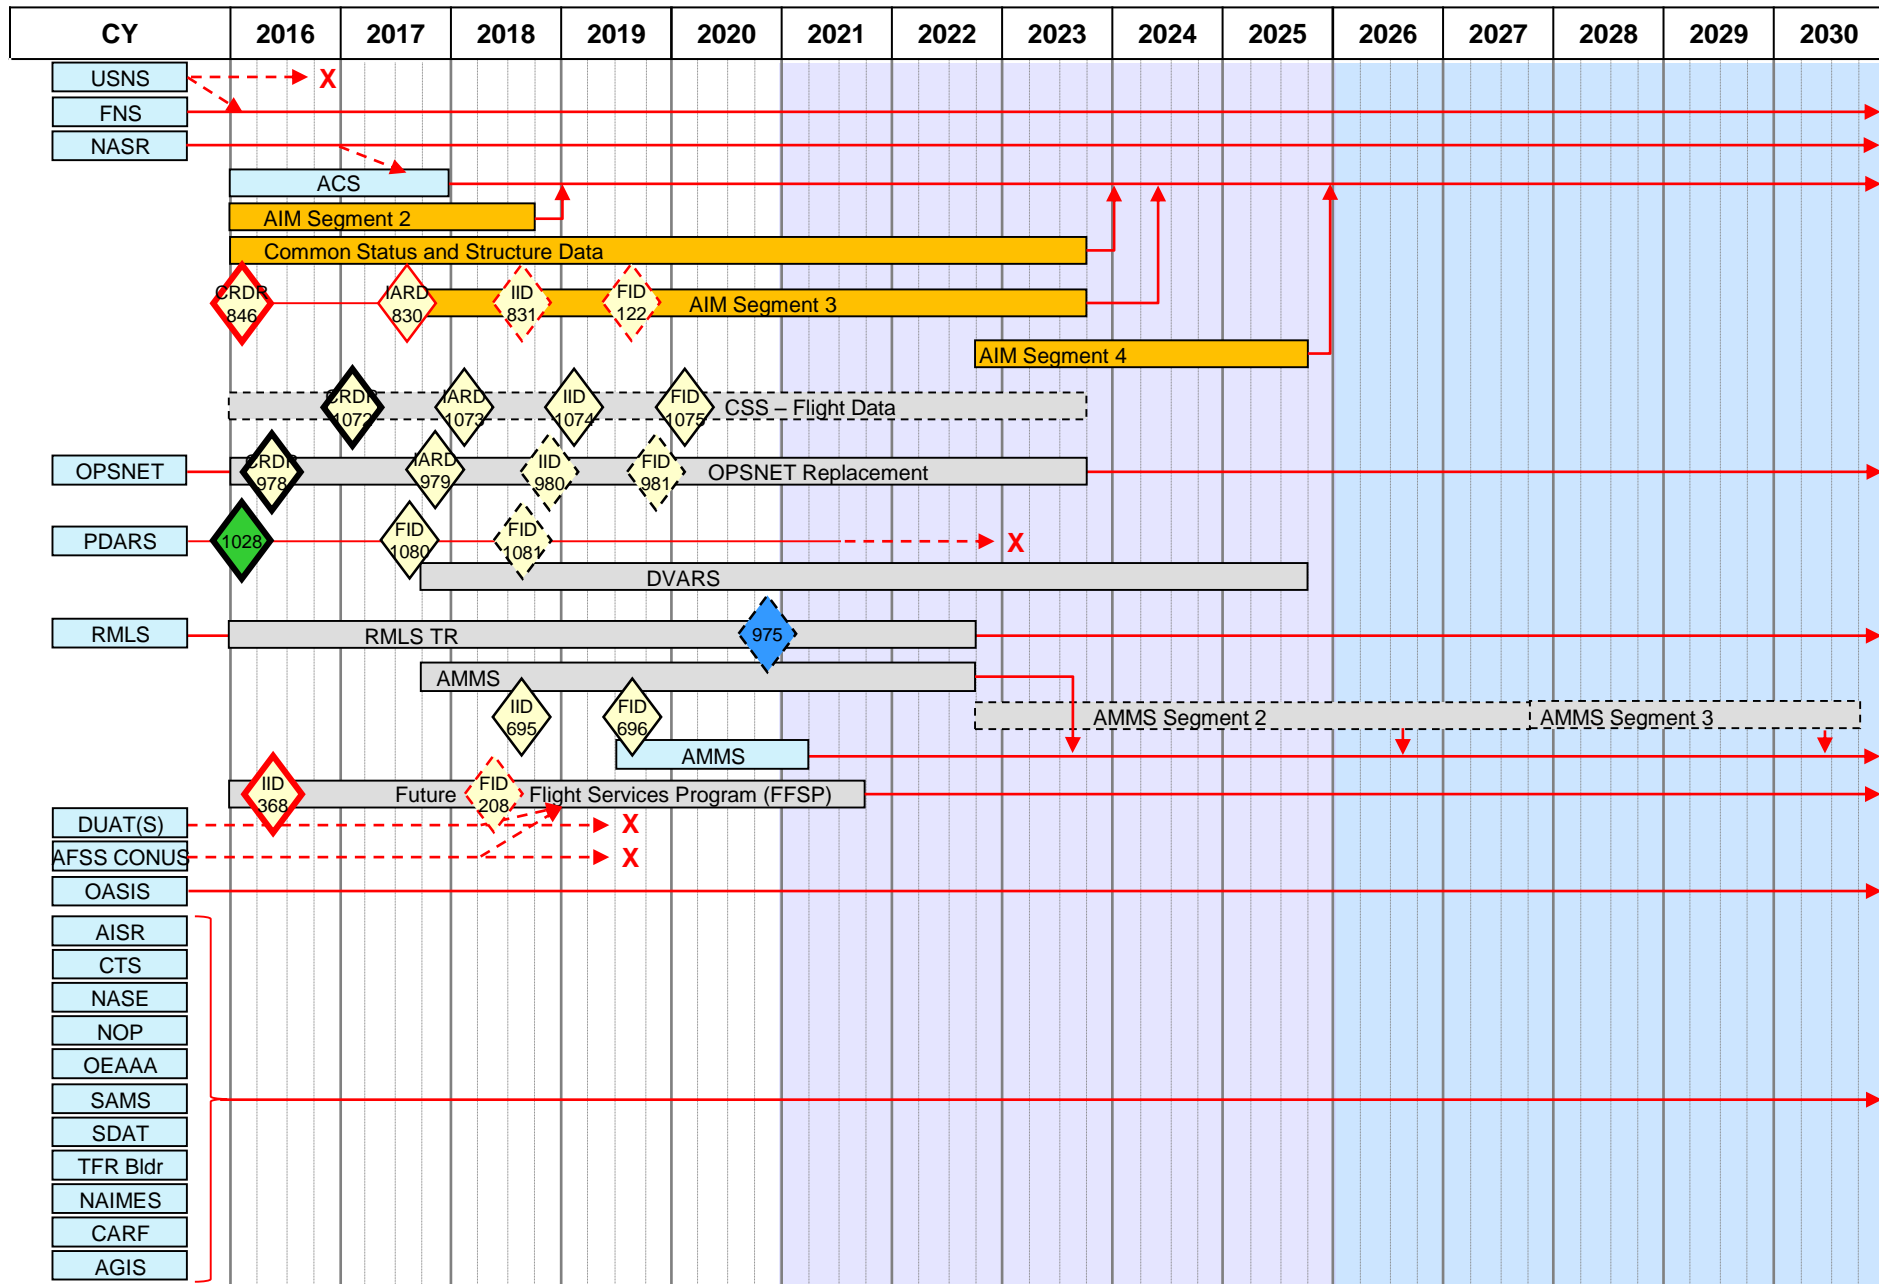 CY 2016 2017 2018 2019 2020 2021 2022 2023 2024 2025 2026 2027 2028 2029 2030
USNS X
FNS
NASR
ACS
AIM Segment 2
Common Status and Structure Data
CRDR 846
IARD 830
IID 831
FID 122
AIM Segment 3
AIM Segment 4
CRDR 1072
IARD 1073
IID 1074
FID 1075
CSS – Flight Data
OPSNET
CRDR 978
IARD 979
IID 980
FID 981
OPSNET Replacement
PDARS
1028
FID 1080
FID 1081
X
DVARS
RMLS
RMLS TR
975
AMMS
IID 695
FID 696
AMMS Segment 2
AMMS Segment 3
AMMS
IID 368
Future
FID 208
Flight Services Program (FFSP)
DUAT(S) X
AFSS CONUS X
OASIS
AISR
CTS
NASE
NOP
OEAAA
SAMS
SDAT
TFR Bldr
NAIMES
CARF
AGIS